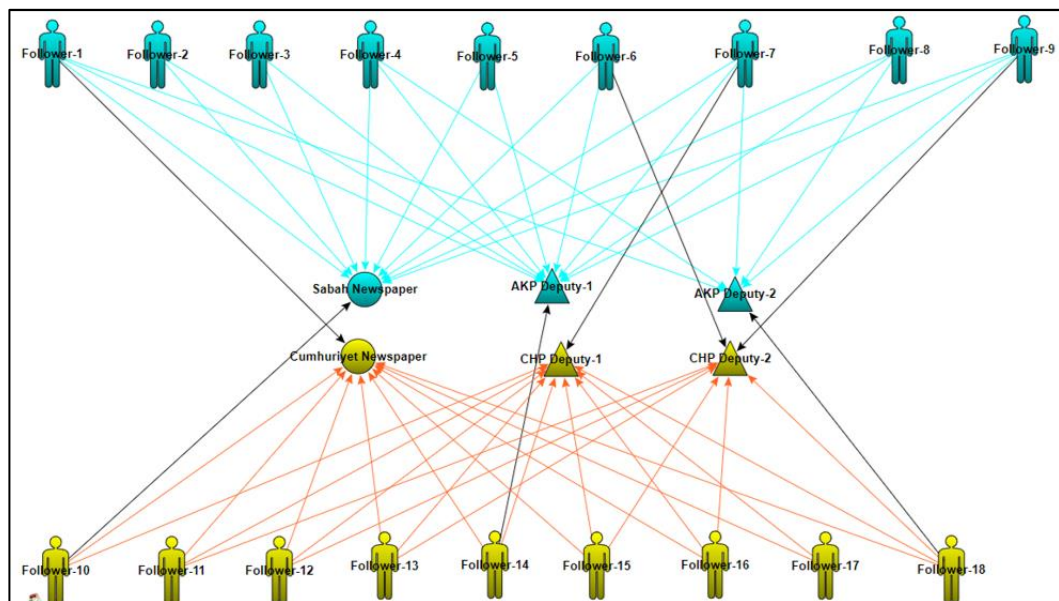 Follower-1
Follower-2
Follower-3
Follower-4
Follower-5
Follower-6
Follower-7
Follower-8
Follower-9
Sabah Newspaper
AKP Deputy-1
AKP Deputy-2
Cumhuriyet Newspaper
CHP Deputy-1
CHP Deputy-2
Follower-10
Follower-11
Follower-12
Follower-13
Follower-14
Follower-15
Follower-16
Follower-17
Follower-18